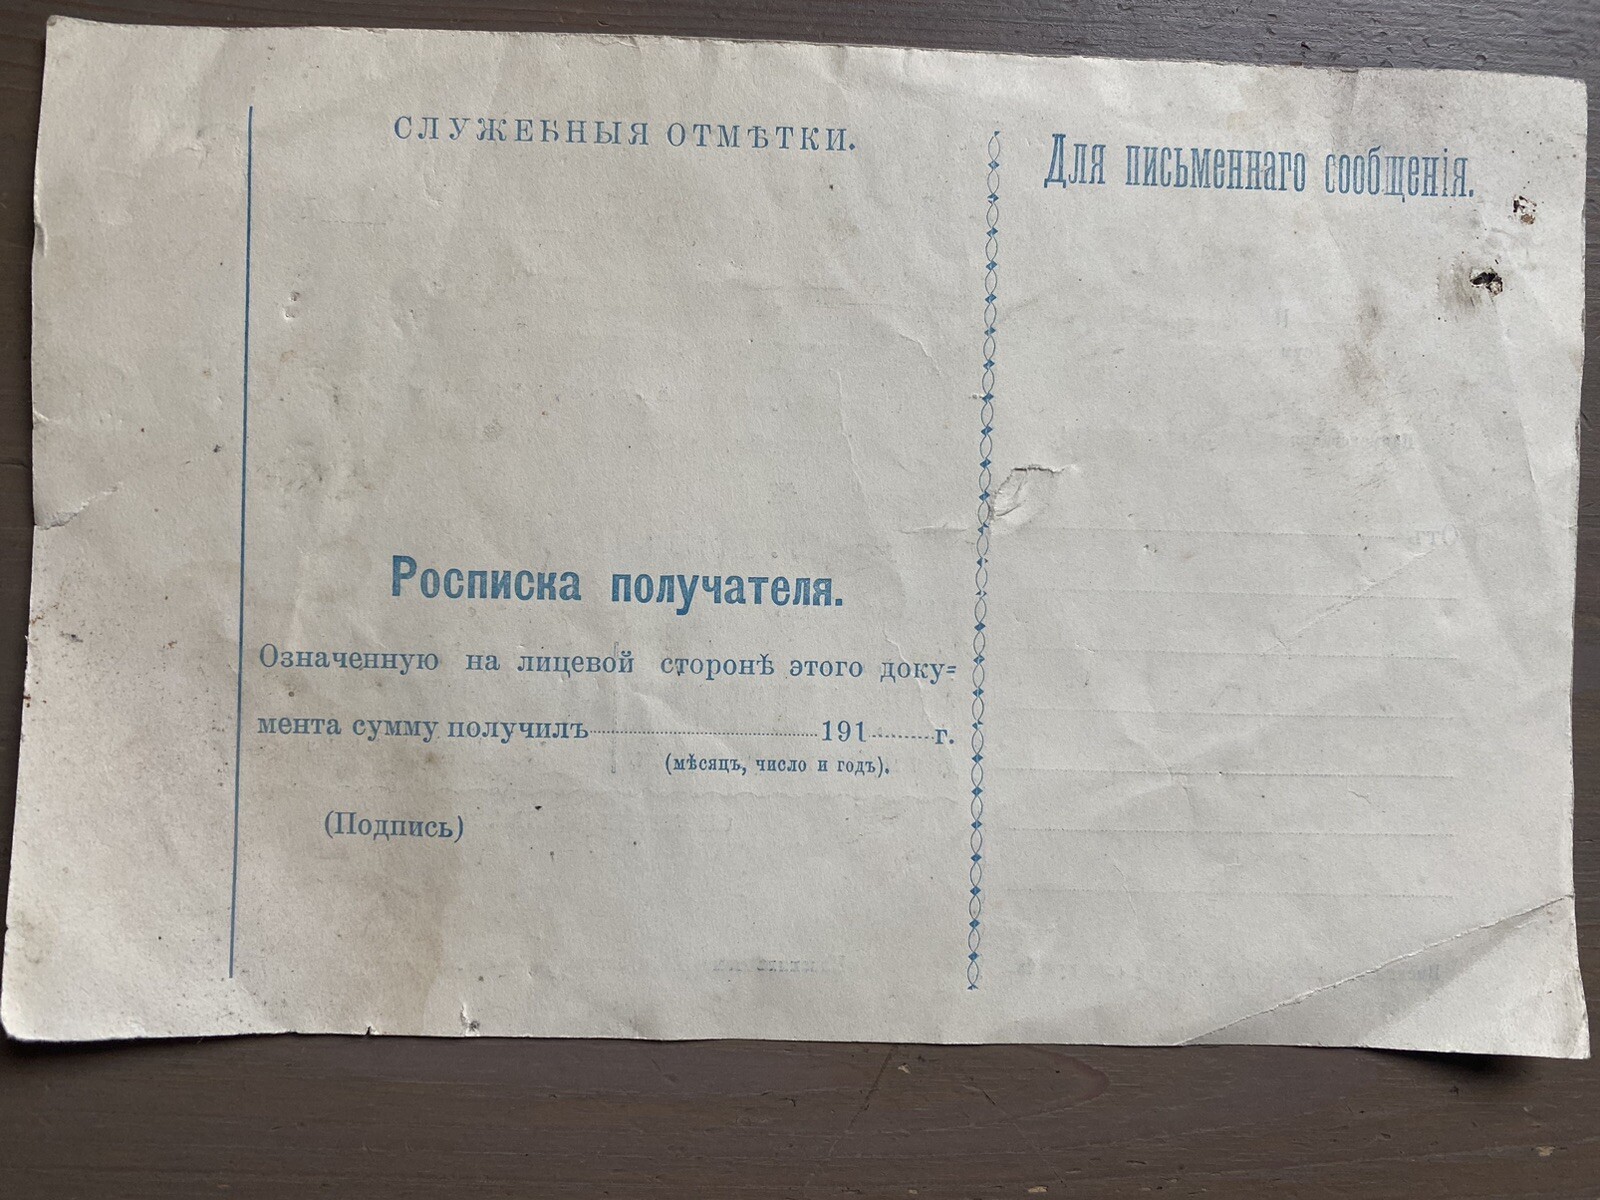 СЛУЖЕБНЫЯ ОТМѢТКИ.
Росписка получателя.
Означенную на лицевой сторонѣ этого доку=
мента сумму получилъ 191 г.
(мѣсяцъ, число и годъ).
(Подпись)
Для письменнаго сообщенія.
Отъ